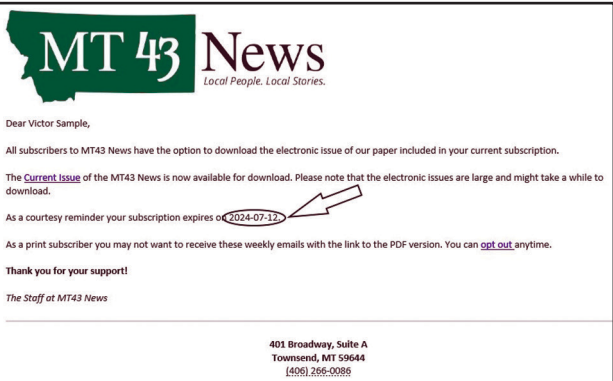 MT 43 News
Local People. Local Stories.
Dear Victor Sample,
All subscribers to MT43 News have the option to download the electronic issue of our paper included in your current subscription.
The Current Issue of the MT43 News is now available for download. Please note that the electronic issues are large and might take a while to
download.
As a courtesy reminder your subscription expires on 2024-07-12.
As a print subscriber you may not want to receive these weekly emails with the link to the PDF version. You can opt out anytime.
Thank you for your support!
The Staff at MT43 News
401 Broadway, Suite A
Townsend, MT 59644
(406) 266-0086